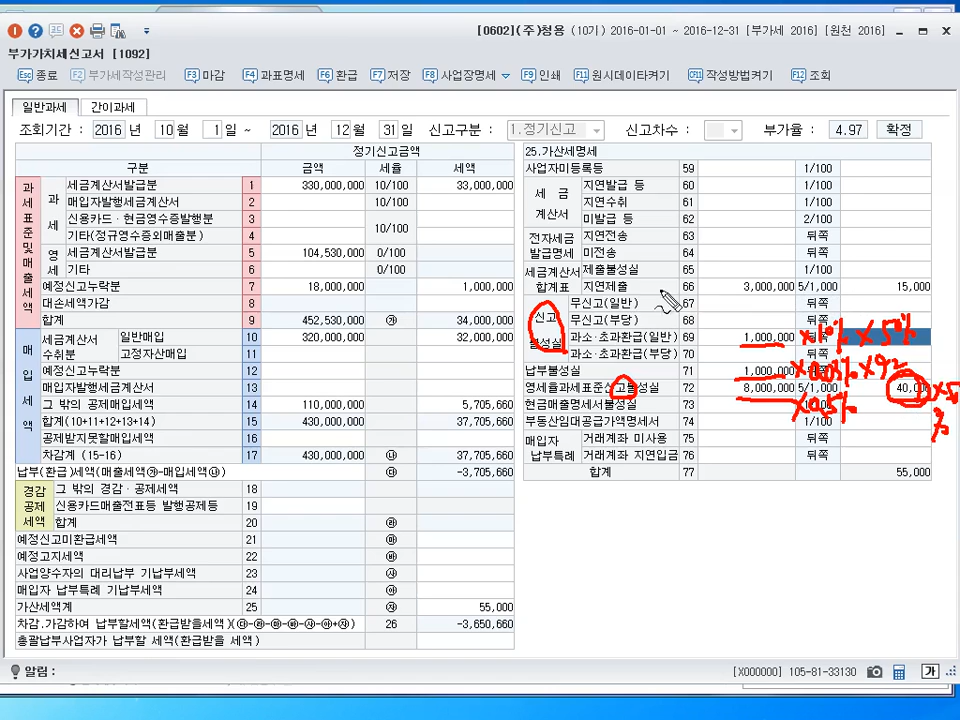 [0602] (주)청용 (10기) 2016-01-01 ~ 2016-12-31 [부가세 2016] [원천 2016]
부가가치세신고서 [1092]
Esc 종료 F2 부가세작성관리 F3 마감 F4 과표명세 F6 환급 F7 저장 F8 사업장명세 F9 인쇄 F11 원시데이타켜기 CF11 작성방법켜기 F12 조회
일반과세 간이과세
조회기간 : 2016 년 10 월 1 일 ~ 2016 년 12 월 31 일 신고구분 : 1.정기신고 신고차수 : 부가율 : 4.97 확정
정기신고금액
구분 금액 세율 세액
과세표준및매출세액
과세 세금계산서발급분 1 330,000,000 10/100 33,000,000
매입자발행세금계산서 2 10/100
신용카드·현금영수증발행분 3 10/100
기타(정규영수증외매출분) 4
영세 세금계산서발급분 5 104,530,000 0/100
기타 6 0/100
예정신고누락분 7 18,000,000 1,000,000
대손세액가감 8
합계 9 452,530,000 ㉮ 34,000,000
매입세액
세금계산서수취분 일반매입 10 320,000,000 32,000,000
고정자산매입 11
예정신고누락분 12
매입자발행세금계산서 13
그 밖의 공제매입세액 14 110,000,000 5,705,660
합계(10+11+12+13+14) 15 430,000,000 37,705,660
공제받지못할매입세액 16
차감계 (15-16) 17 430,000,000 ㉯ 37,705,660
납부(환급)세액(매출세액㉮-매입세액㉯) ㉰ -3,705,660
경감공제세액
그 밖의 경감·공제세액 18
신용카드매출전표등 발행공제등 19
합계 20 ㉱
예정신고미환급세액 21 ㉲
예정고지세액 22 ㉳
사업양수자의 대리납부 기납부세액 23 ㉴
매입자 납부특례 기납부세액 24 ㉵
가산세액계 25 ㉶ 55,000
차감.가감하여 납부할세액(환급받을세액)(㉰-㉱-㉲-㉳-㉴-㉵+㉶) 26 -3,650,660
총괄납부사업자가 납부할 세액(환급받을 세액)
25.가산세명세
사업자미등록등 59 1/100
세 금 계산서 지연발급 등 60 1/100
지연수취 61 1/100
미발급 등 62 2/100
전자세금 발급명세 지연전송 63 뒤쪽
미전송 64 뒤쪽
세금계산서 합계표 제출불성실 65 1/100
지연제출 66 3,000,000 5/1,000 15,000
신고 불성실 무신고(일반) 67 뒤쪽
무신고(부당) 68 뒤쪽
과소·초과환급(일반) 69 1,000,000 ×10% × 50%
과소·초과환급(부당) 70 뒤쪽
납부불성실 71 1,000,000
영세율과세표준신고불성실 72 8,000,000 5/1,000 40,000
×0.5%
현금매출명세서불성실 73
부동산임대공급가액명세서 74 1/100
매입자 납부특례 거래계좌 미사용 75 뒤쪽
거래계좌 지연입금 76 뒤쪽
합계 77 55,000
알림 :
[X000000] 105-81-33130 가